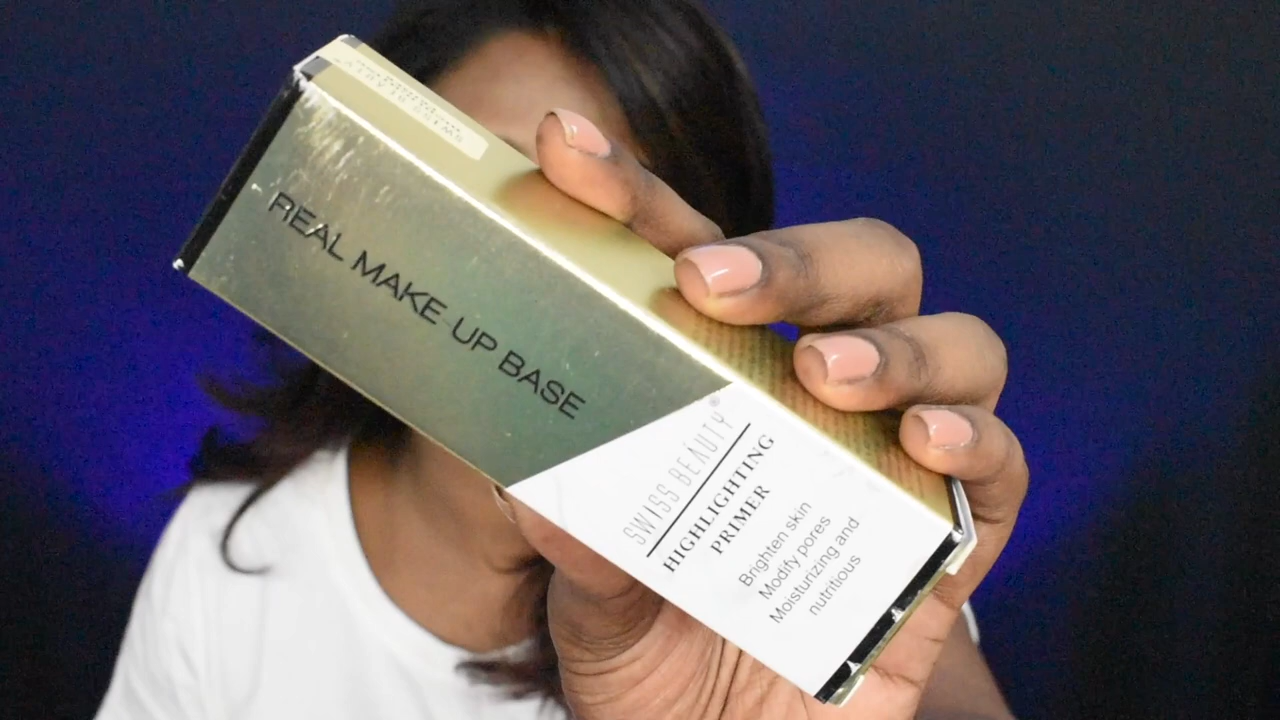 REAL MAKE-UP BASE
SWISS BEAUTY®
HIGHLIGHTING
PRIMER
Brighten skin
Modify pores
Moisturizing and
nutritious